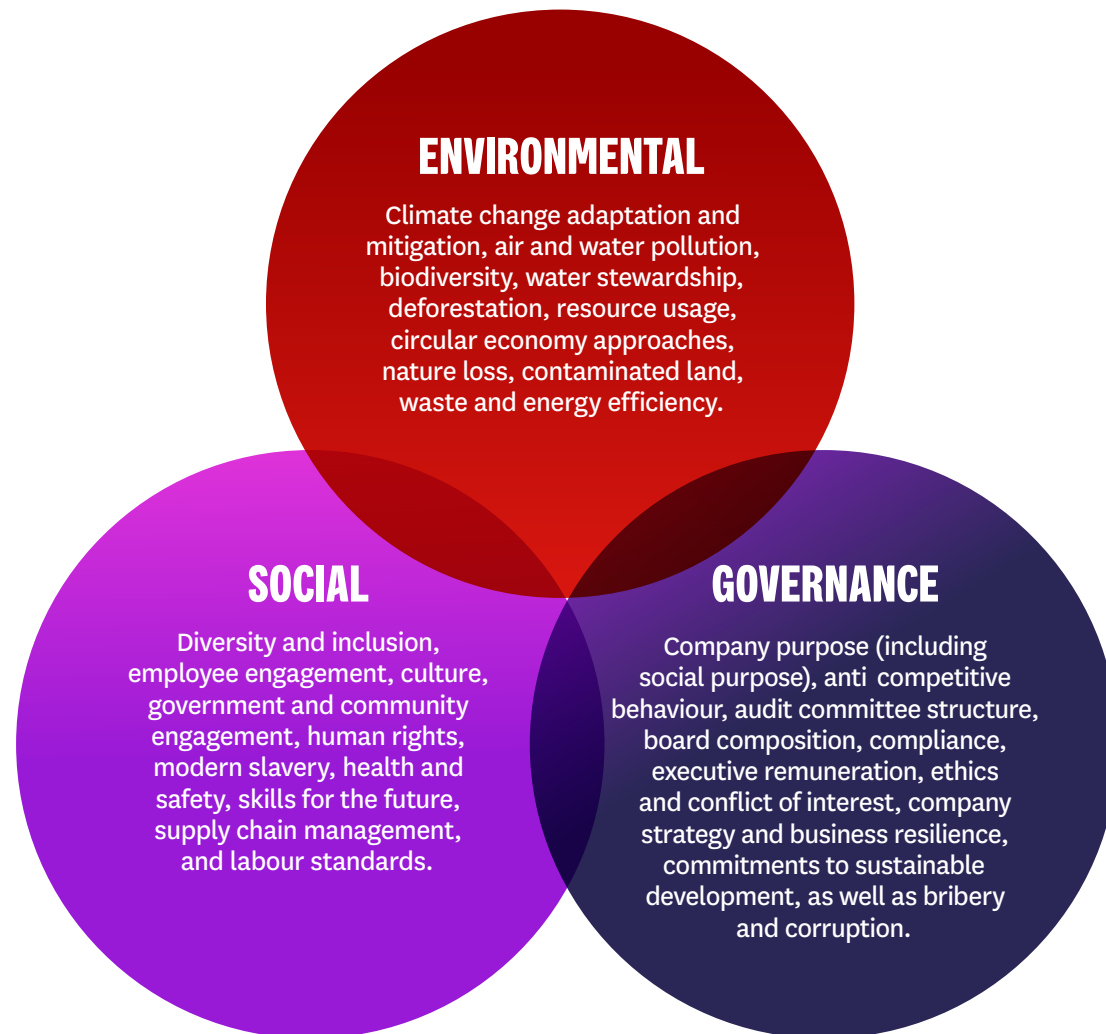 ENVIRONMENTAL
Climate change adaptation and
mitigation, air and water pollution,
biodiversity, water stewardship,
deforestation, resource usage,
circular economy approaches,
nature loss, contaminated land,
waste and energy efficiency.
SOCIAL
Diversity and inclusion,
employee engagement, culture,
government and community
engagement, human rights,
modern slavery, health and
safety, skills for the future,
supply chain management,
and labour standards.
GOVERNANCE
Company purpose (including
social purpose), anti competitive
behaviour, audit committee structure,
board composition, compliance,
executive remuneration, ethics
and conflict of interest, company
strategy and business resilience,
commitments to sustainable
development, as well as bribery
and corruption.